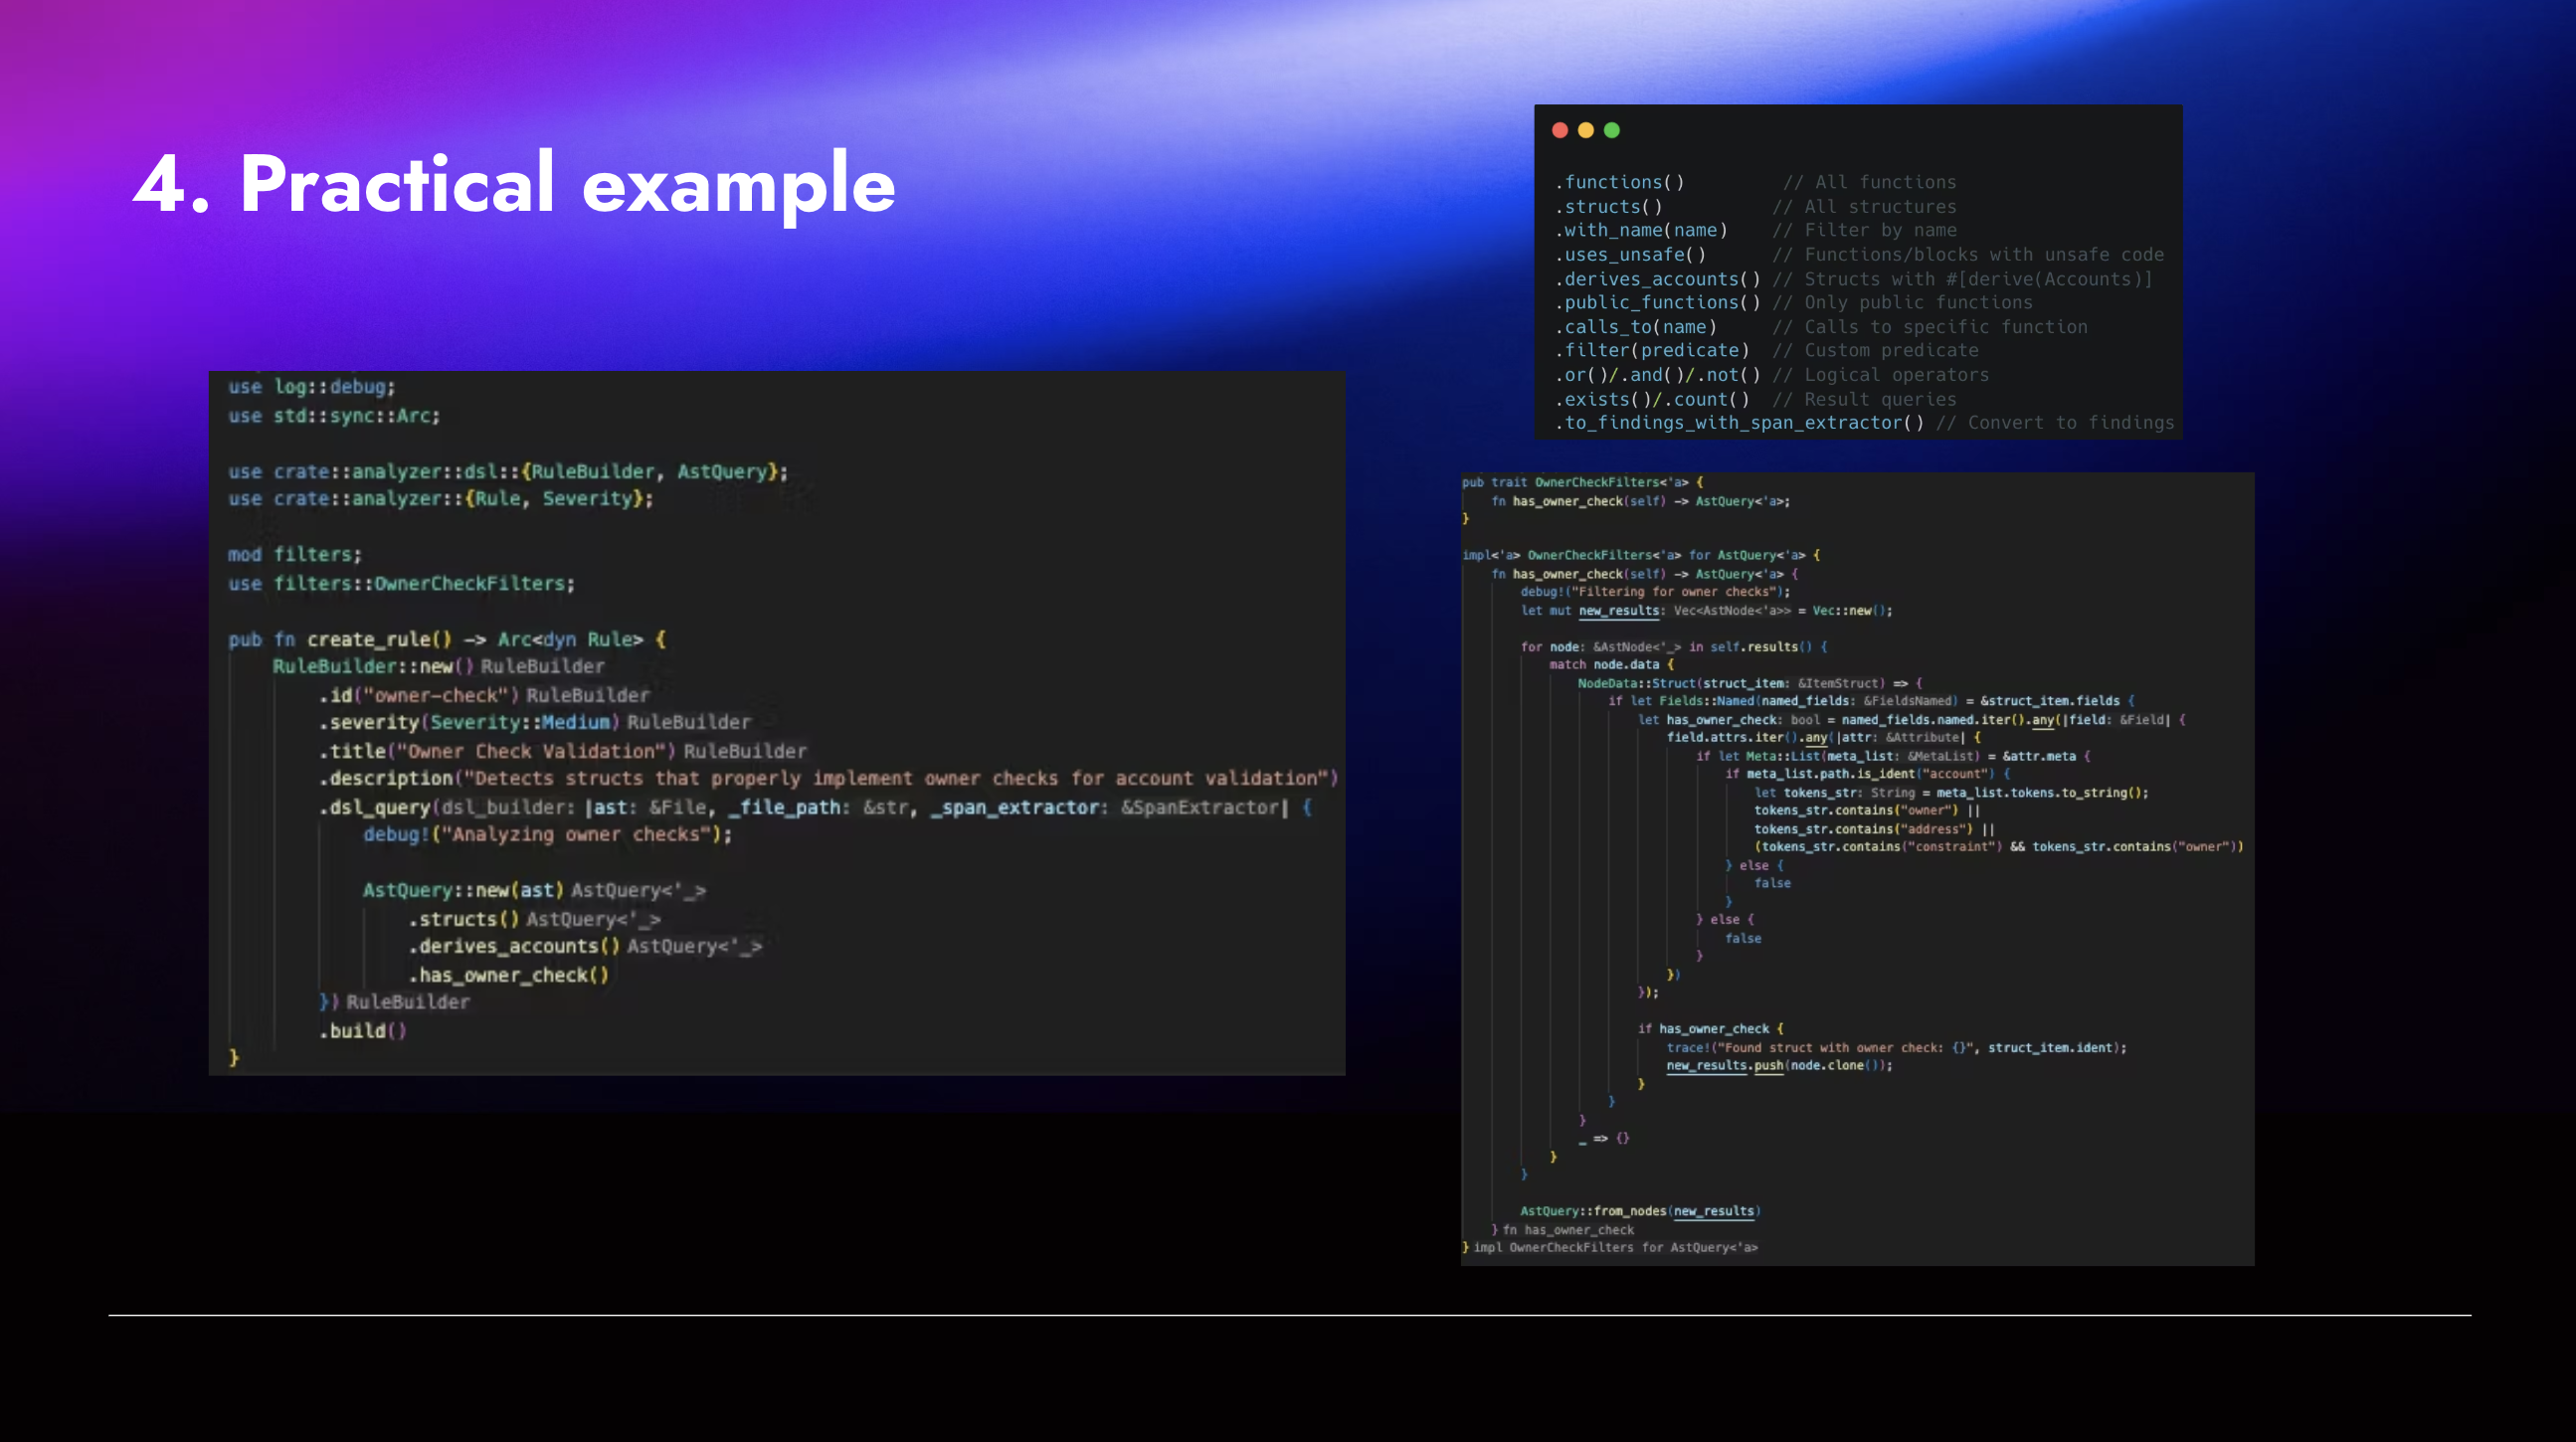 4. Practical example
use log::debug;
use std::sync::Arc;
use crate::analyzer::dsl::{RuleBuilder, AstQuery};
use crate::analyzer::{Rule, Severity};
mod filters;
use filters::OwnerCheckFilters;
pub fn create_rule() -> Arc<dyn Rule> {
RuleBuilder::new() RuleBuilder
.id("owner-check") RuleBuilder
.severity(Severity::Medium) RuleBuilder
.title("Owner Check Validation") RuleBuilder
.description("Detects structs that properly implement owner checks for account validation")
.dsl_query(dsl_builder: |ast: &File, _file_path: &str, _span_extractor: &SpanExtractor| {
debug!("Analyzing owner checks");
AstQuery::new(ast) AstQuery<'_>
.structs() AstQuery<'_>
.derives_accounts() AstQuery<'_>
.has_owner_check()
}) RuleBuilder
.build()
}
.functions() // All functions
.structs() // All structures
.with_name(name) // Filter by name
.uses_unsafe() // Functions/blocks with unsafe code
.derives_accounts() // Structs with #[derive(Accounts)]
.public_functions() // Only public functions
.calls_to(name) // Calls to specific function
.filter(predicate) // Custom predicate
.or()/.and()/.not() // Logical operators
.exists()/.count() // Result queries
.to_findings_with_span_extractor() // Convert to findings
pub trait OwnerCheckFilters<'a> {
fn has_owner_check(self) -> AstQuery<'a>;
}
impl<'a> OwnerCheckFilters<'a> for AstQuery<'a> {
fn has_owner_check(self) -> AstQuery<'a> {
debug!("Filtering for owner checks");
let mut new_results: Vec<AstNode<'a>> = Vec::new();
for node: &AstNode<'_> in self.results() {
match node.data {
NodeData::Struct(struct_item: &ItemStruct) => {
if let Fields::Named(named_fields: &FieldsNamed) = &struct_item.fields {
let has_owner_check: bool = named_fields.named.iter().any(|field: &Field| {
field.attrs.iter().any(|attr: &Attribute| {
if let Meta::List(meta_list: &MetaList) = &attr.meta {
if meta_list.path.is_ident("account") {
let tokens_str: String = meta_list.tokens.to_string();
tokens_str.contains("owner") ||
tokens_str.contains("address") ||
(tokens_str.contains("constraint") && tokens_str.contains("owner"))
} else {
false
}
} else {
false
}
})
});
if has_owner_check {
trace!("Found struct with owner check: {}", struct_item.ident);
new_results.push(node.clone());
}
}
}
_ => {}
}
}
AstQuery::from_nodes(new_results)
} fn has_owner_check
} impl OwnerCheckFilters for AstQuery<'a>